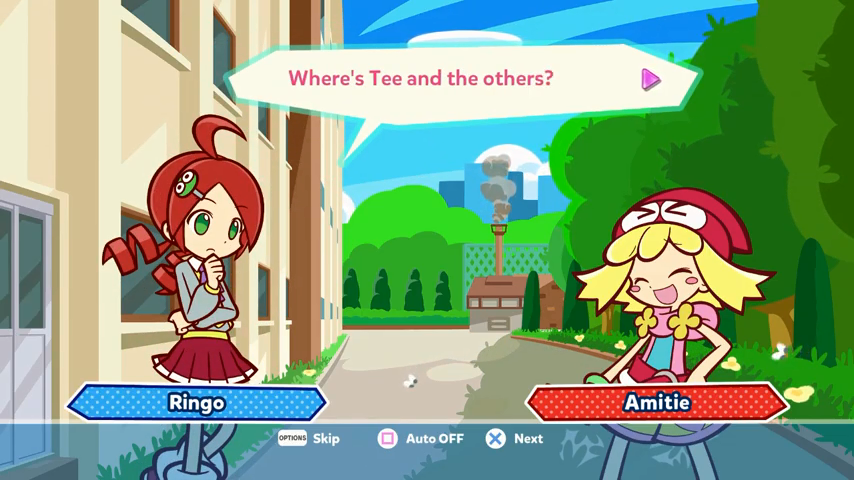 Where's Tee and the others?
Ringo
Amitie
OPTIONS Skip Auto OFF Next